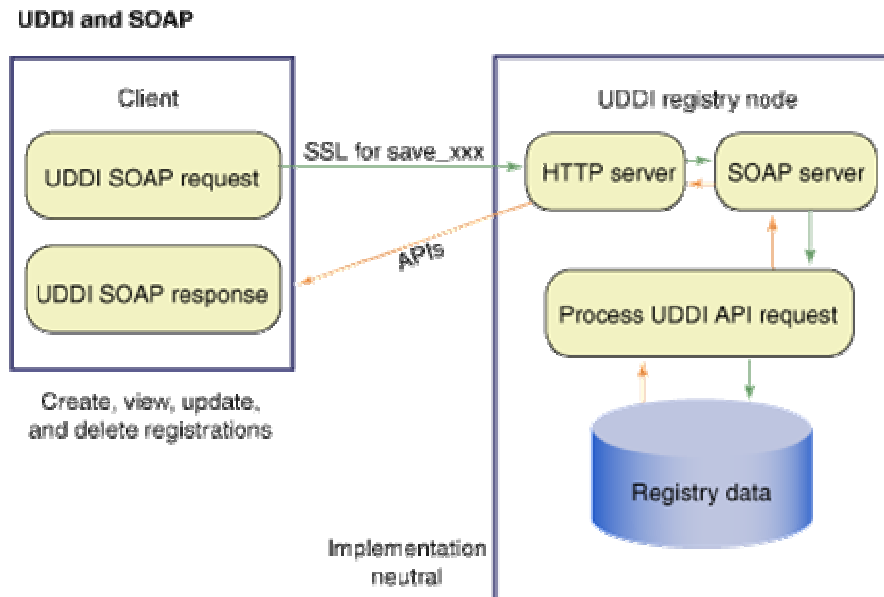 UDDI and SOAP
Client
UDDI SOAP request
UDDI SOAP response
Create, view, update,
and delete registrations
SSL for save_xxx
APIs
UDDI registry node
HTTP server
SOAP server
Process UDDI API request
Registry data
Implementation
neutral